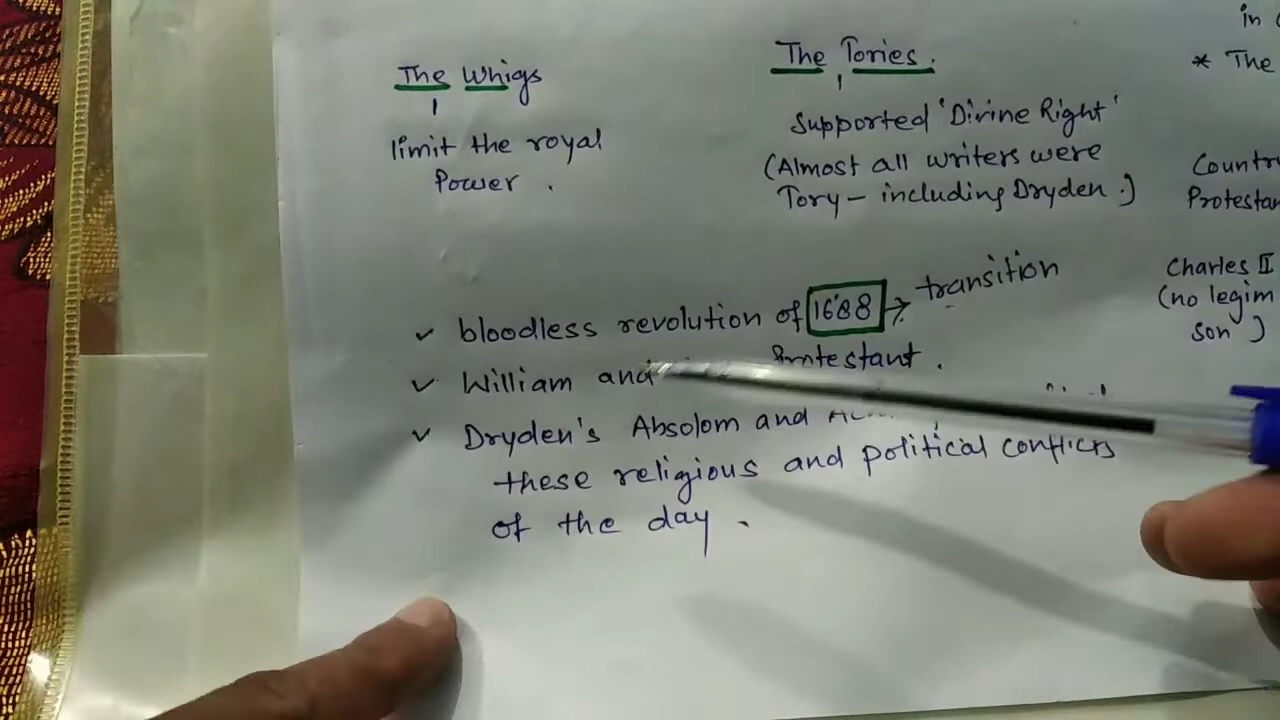 The Whigs
limit the royal
Power .
The Tories .
Supported 'Divine Right'
(Almost all writers were
Tory - including Dryden .)
in
* The
Countr
Protestan
Charles II
(no legim
son )
✓ bloodless revolution of 1688 → transition
✓ William and Protestant .
✓ Dryden's Absolom and
these religious and political conflicts
of the day .